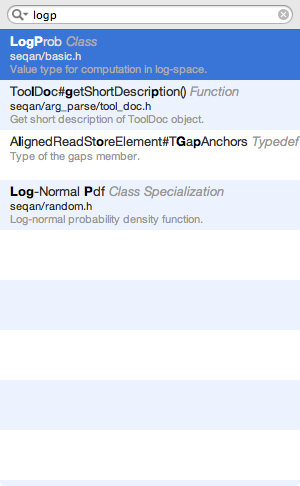 logp
LogProb Class
seqan/basic.h
Value type for computation in log-space.
ToolDoc#getShortDescription() Function
seqan/arg_parse/tool_doc.h
Get short description of ToolDoc object.
AlignedReadStoreElement#TGapAnchors Typedef
Type of the gaps member.
Log-Normal Pdf Class Specialization
seqan/random.h
Log-normal probability density function.